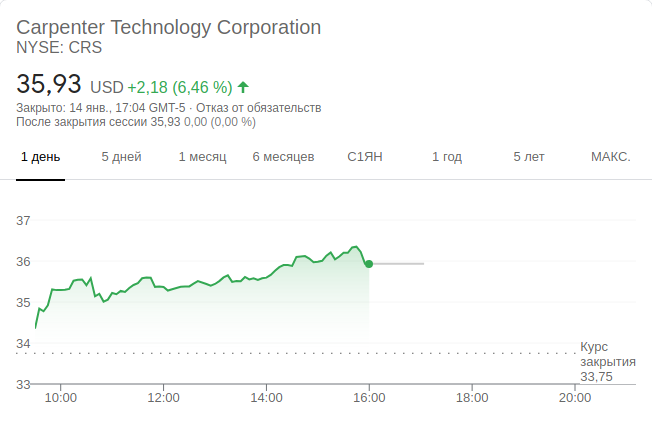 Carpenter Technology Corporation
NYSE: CRS
35,93 USD +2,18 (6,46 %)
Закрыто: 14 янв., 17:04 GMT-5 · Отказ от обязательств
После закрытия сессии 35,93 0,00 (0,00 %)
1 день 5 дней 1 месяц 6 месяцев С1ЯН 1 год 5 лет МАКС.
37
36
35
34
Курс
закрытия
33,75
33
10:00 12:00 14:00 16:00 18:00 20:00